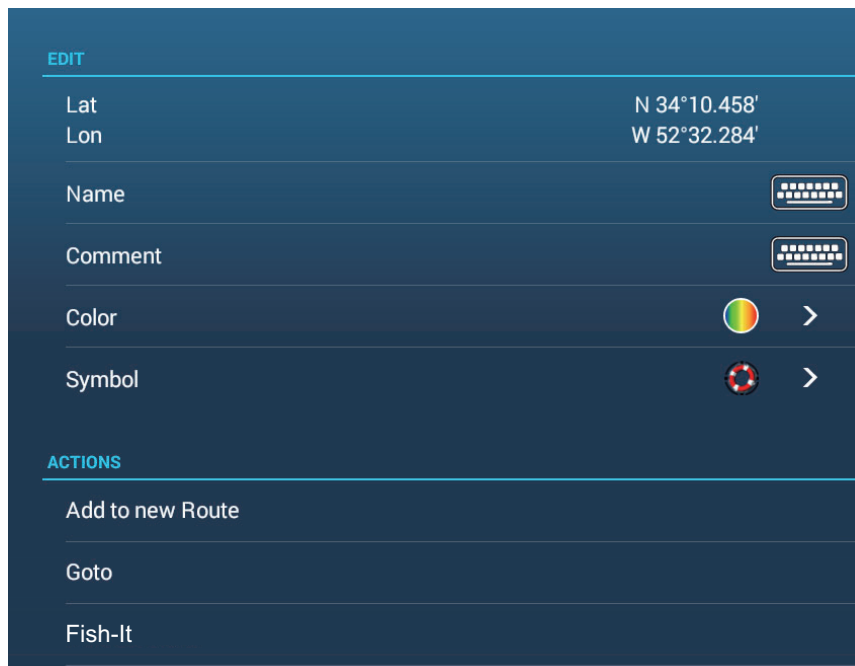 EDIT
Lat N 34°10.458'
Lon W 52°32.284'
Name
Comment
Color
Symbol
ACTIONS
Add to new Route
Goto
Fish-It